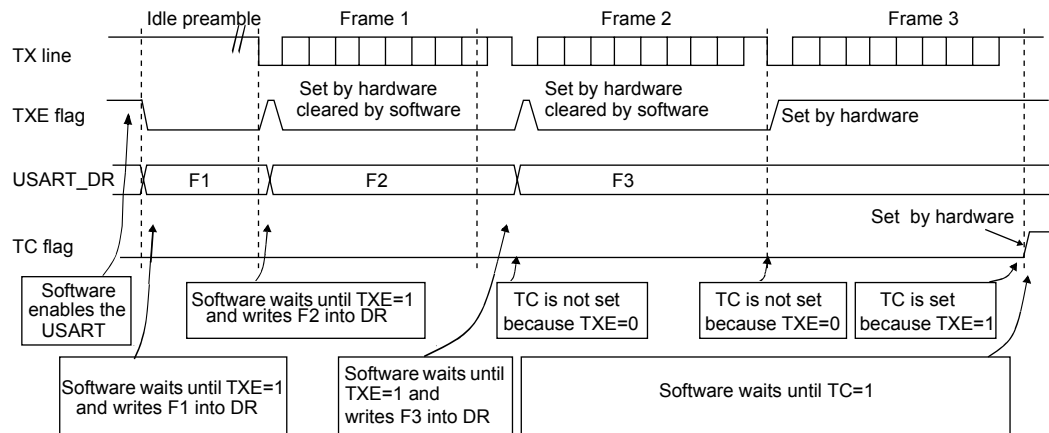 Idle preamble
Frame 1
Frame 2
Frame 3
TX line
Set by hardware
cleared by software
Set by hardware
cleared by software
TXE flag
Set by hardware
USART_DR
F1
F2
F3
Set by hardware
TC flag
Software
enables the
USART
Software waits until TXE=1
and writes F2 into DR
TC is not set
because TXE=0
TC is not set
because TXE=0
TC is set
because TXE=1
Software waits until TXE=1
and writes F1 into DR
Software waits until
TXE=1 and
writes F3 into DR
Software waits until TC=1